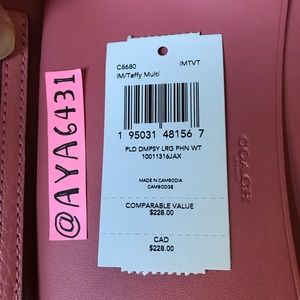 @AYA6431
C8680 IMTVT
IM/Taffy Multi
1 95031 48156 7
PLD DMPSY LRG PHN WT
10011316JAX
MADE IN CAMBODIA
CAMBODGE
COMPARABLE VALUE
$228.00
CAD
$228.00
COACH